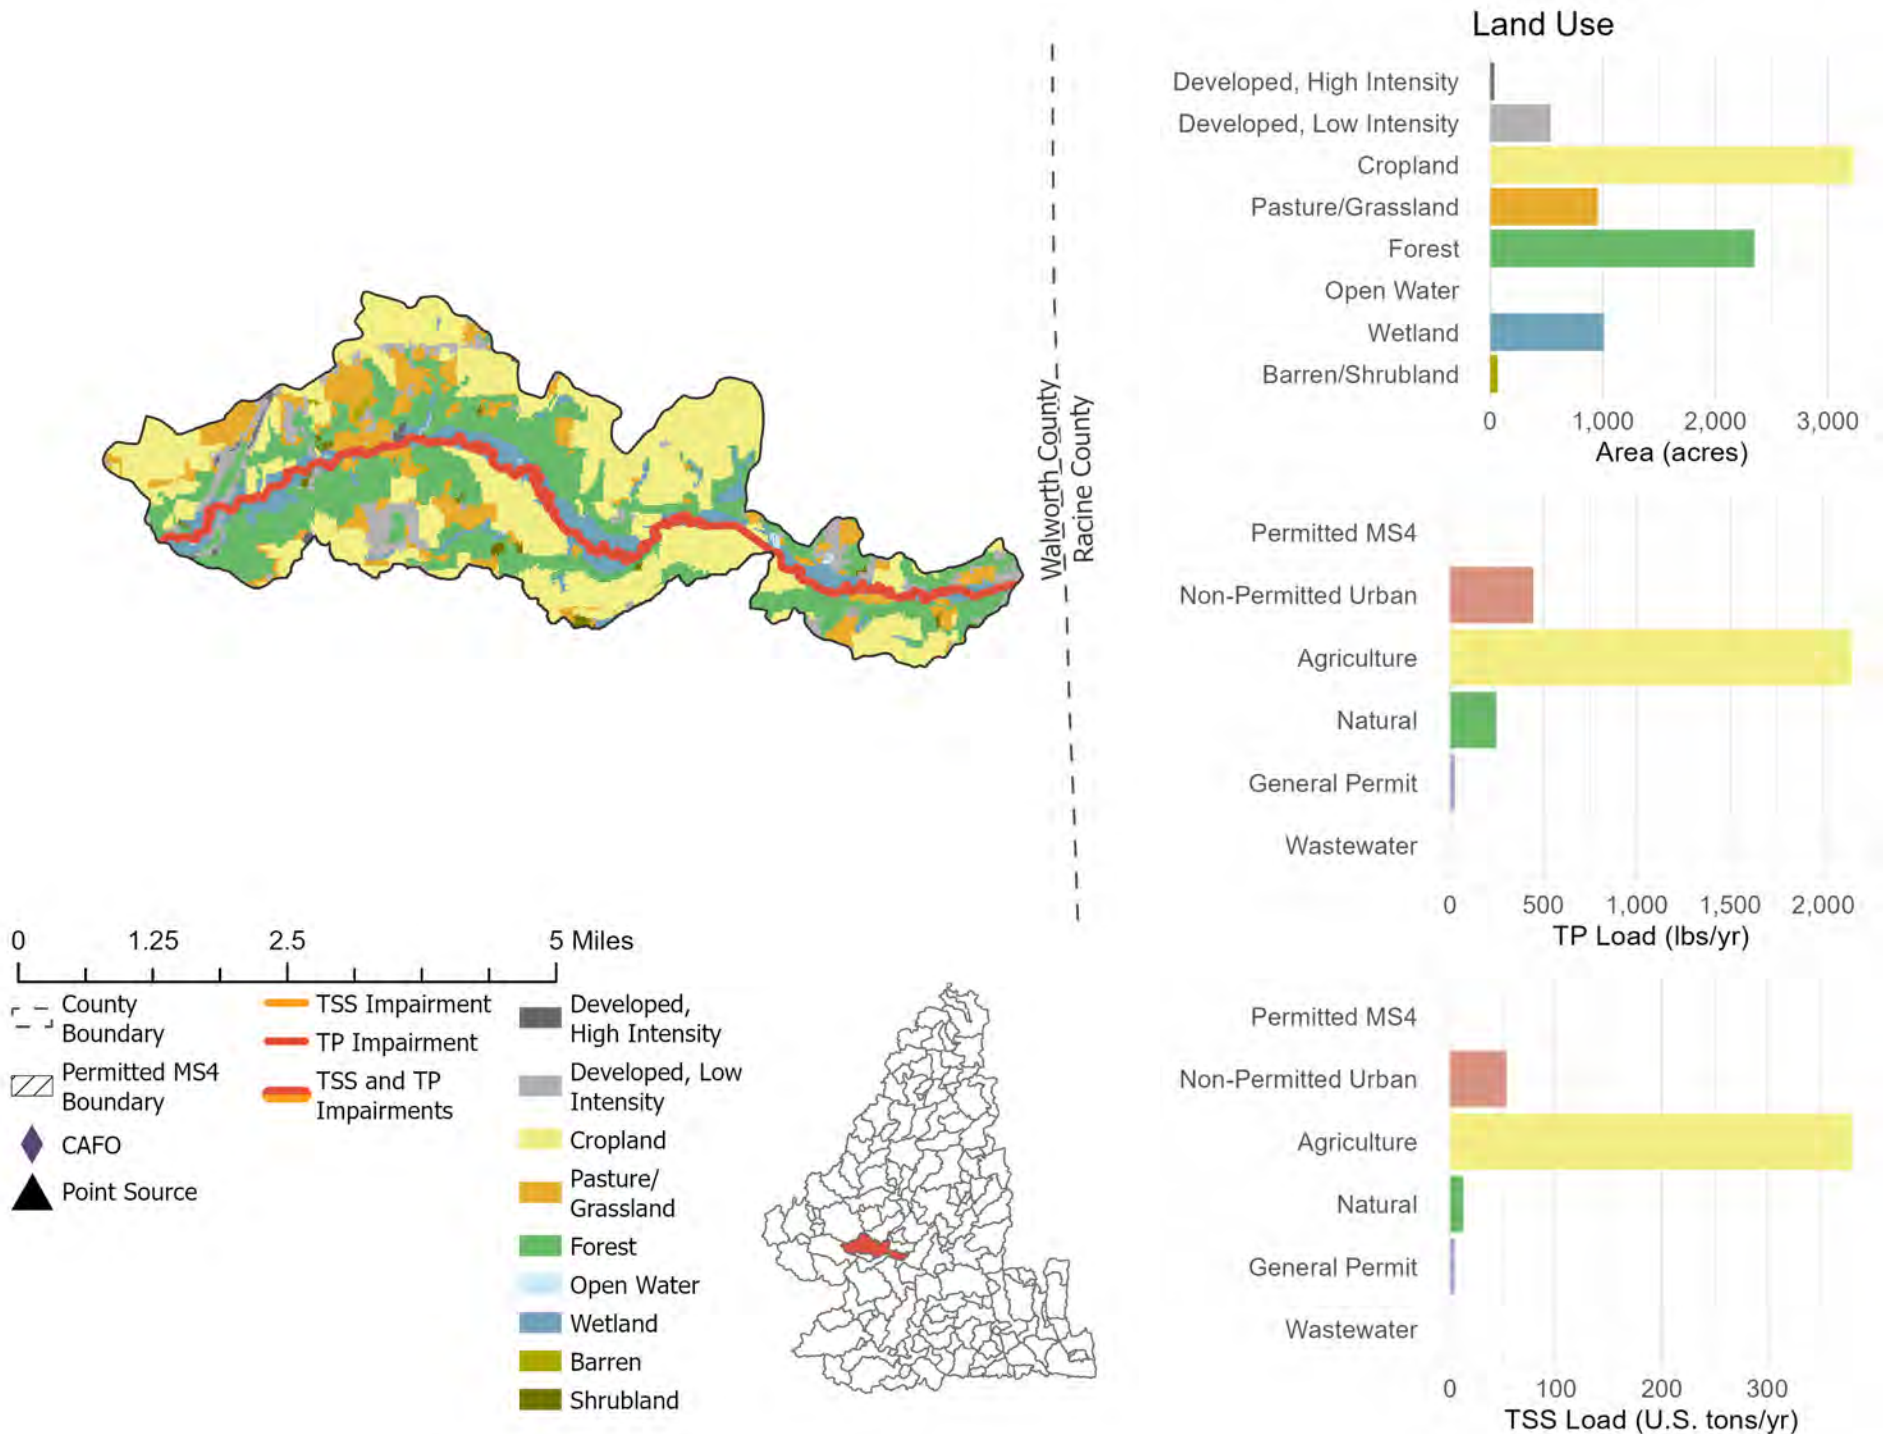 Land Use
Developed, High Intensity
Developed, Low Intensity
Cropland
Pasture/Grassland
Forest
Open Water
Wetland
Barren/Shrubland
0 1,000 2,000 3,000
Area (acres)
Walworth County
Racine County
Permitted MS4
Non-Permitted Urban
Agriculture
Natural
General Permit
Wastewater
0 500 1,000 1,500 2,000
TP Load (lbs/yr)
Permitted MS4
Non-Permitted Urban
Agriculture
Natural
General Permit
Wastewater
0 100 200 300
TSS Load (U.S. tons/yr)
0 1.25 2.5 5 Miles
County
Boundary
Permitted MS4
Boundary
CAFO
Point Source
TSS Impairment
TP Impairment
TSS and TP
Impairments
Developed,
High Intensity
Developed, Low
Intensity
Cropland
Pasture/
Grassland
Forest
Open Water
Wetland
Barren
Shrubland